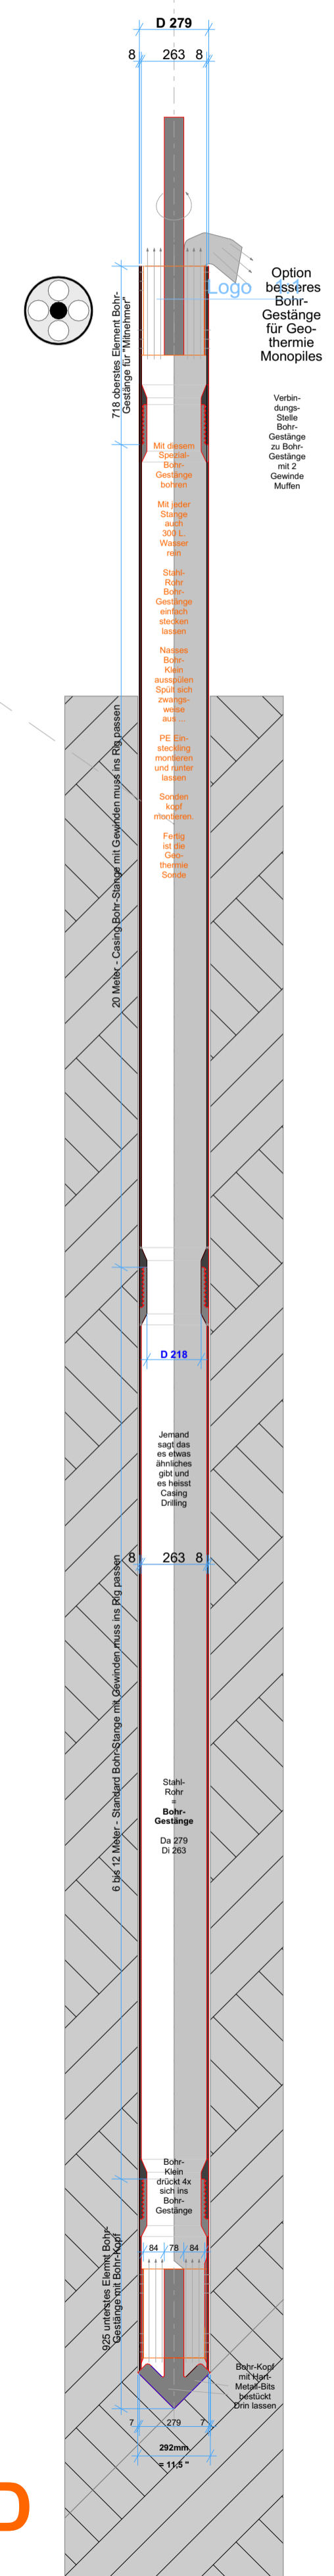 D 279
8 263 8
718 oberstes Element Bohr-
Gestänge für "Mitnehmer"
Logo 1:1
Option
besseres
Bohr-
Gestänge
für Geo-
thermie
Monopiles
Verbin-
dungs-
Stelle
Bohr-
Gestänge
zu Bohr-
Gestänge
mit 2
Gewinde
Muffen
Mit diesem
Spezial-
Bohr-
Gestänge
bohren
Mit jeder
Stange
auch
300 L.
Wasser
rein
Stahl-
Rohr
Bohr-
Gestänge
einfach
stecken
lassen
Nasses
Bohr-
Klein
ausspülen
Spült sich
zwangs-
weise
aus ...
PE Ein-
steckling
montieren
und runter
lassen
Sonden
kopf
montieren.
Fertig
ist die
Geo-
thermie
Sonde
20 Meter - Casing Bohr-Stange mit Gewinden muss ins Rig passen
D 218
Jemand
sagt das
es etwas
ähnliches
gibt und
es heisst
Casing
Drilling
8 263 8
6 bis 12 Meter - Standard Bohr-Stange mit Gewinden muss ins Rig passen
Stahl-
Rohr
=
Bohr-
Gestänge
Da 279
Di 263
Bohr-
Klein
drückt 4x
sich ins
Bohr-
Gestänge
84 78 84
925 unterstes Elemnt Bohr-
Gestänge mit Bohr-Kopf
Bohr-Kopf
mit Hart-
Metall-Bits
bestückt
Drin lassen
7 279 7
292mm
= 11,5 "
D